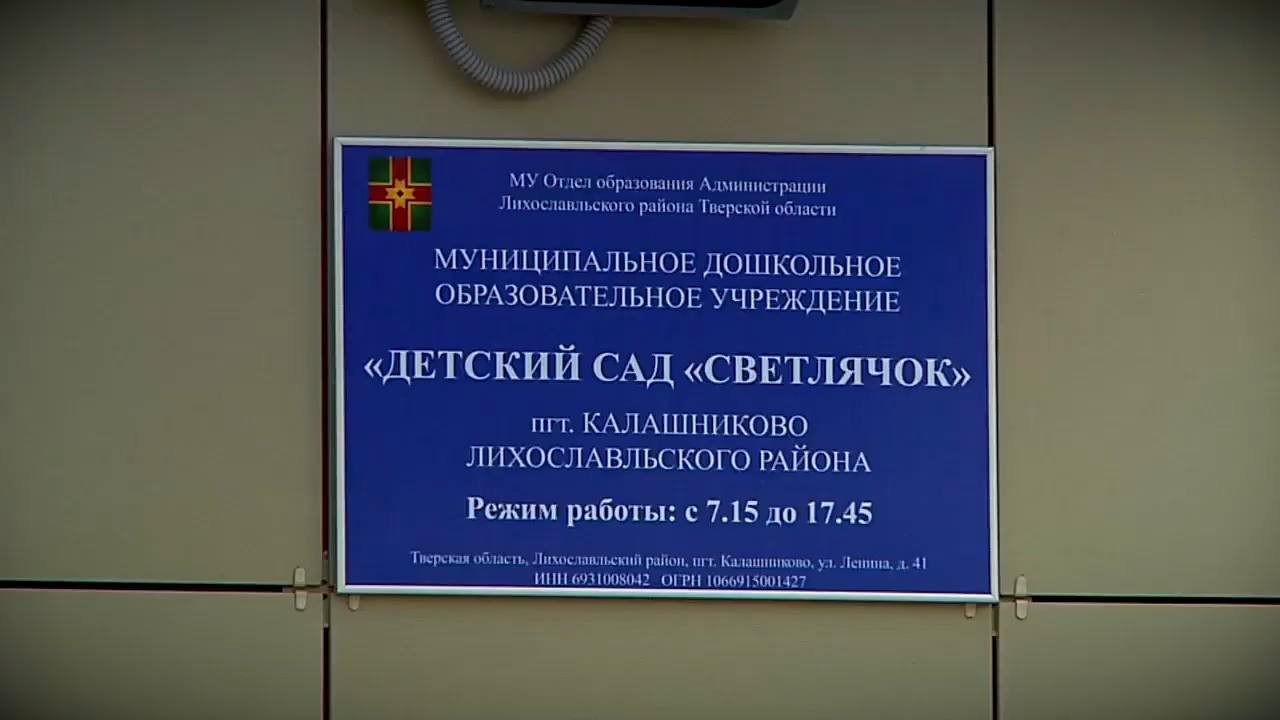 МУ Отдел образования Администрации
Лихославльского района Тверской области
МУНИЦИПАЛЬНОЕ ДОШКОЛЬНОЕ
ОБРАЗОВАТЕЛЬНОЕ УЧРЕЖДЕНИЕ
«ДЕТСКИЙ САД «СВЕТЛЯЧОК»
пгт. КАЛАШНИКОВО
ЛИХОСЛАВЛЬСКОГО РАЙОНА
Режим работы: с 7.15 до 17.45
Тверская область, Лихославльский район, пгт. Калашниково, ул. Ленина, д. 41
ИНН 6931008042 ОГРН 1066915001427